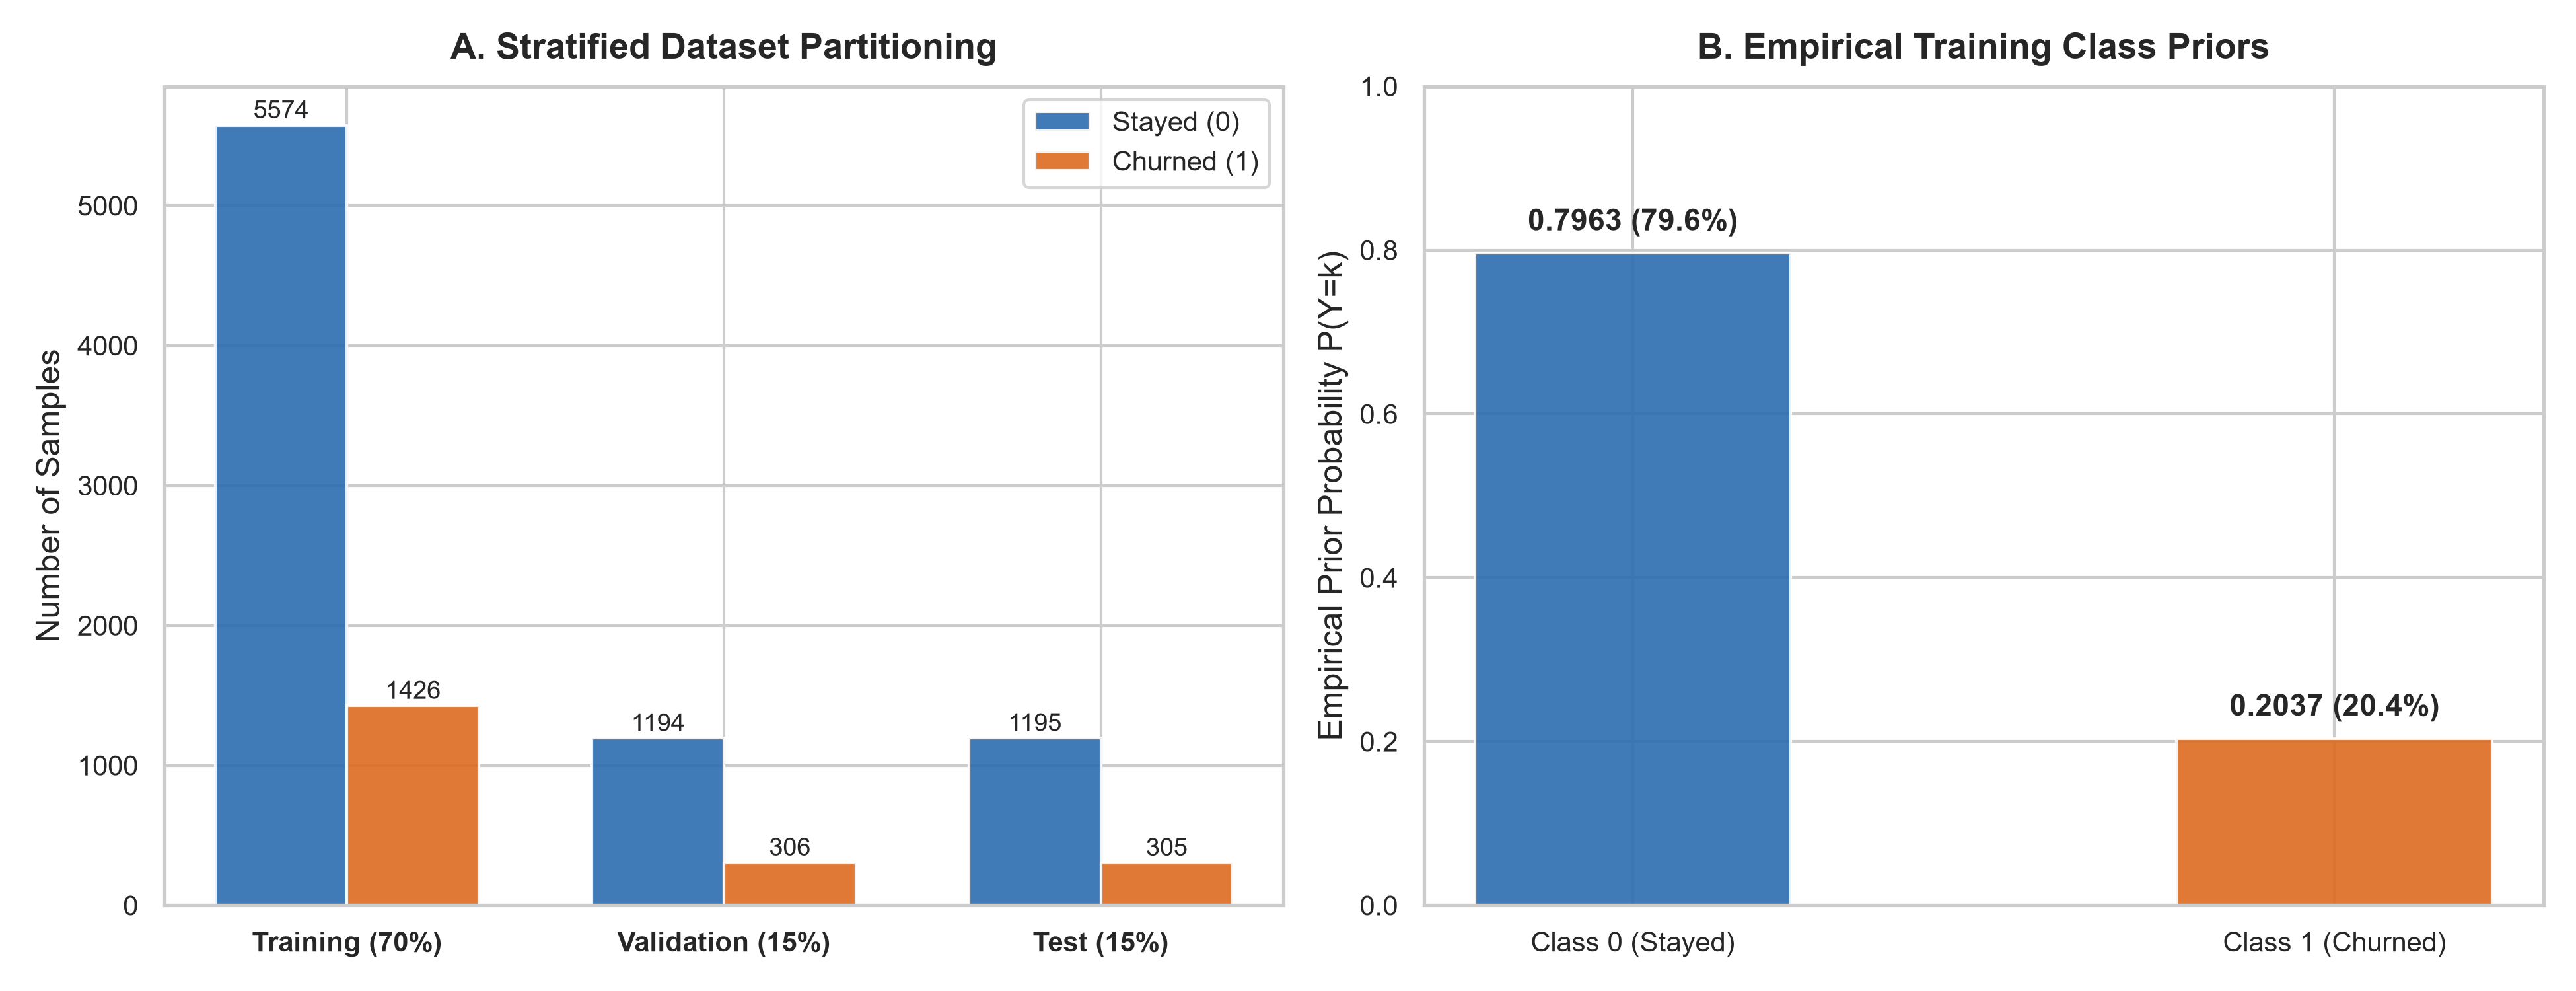 A. Stratified Dataset Partitioning
Number of Samples
5000
4000
3000
2000
1000
0
5574
1426
1194
306
1195
305
Stayed (0)
Churned (1)
Training (70%)
Validation (15%)
Test (15%)
B. Empirical Training Class Priors
Empirical Prior Probability P(Y=k)
1.0
0.8
0.6
0.4
0.2
0.0
0.7963 (79.6%)
0.2037 (20.4%)
Class 0 (Stayed)
Class 1 (Churned)